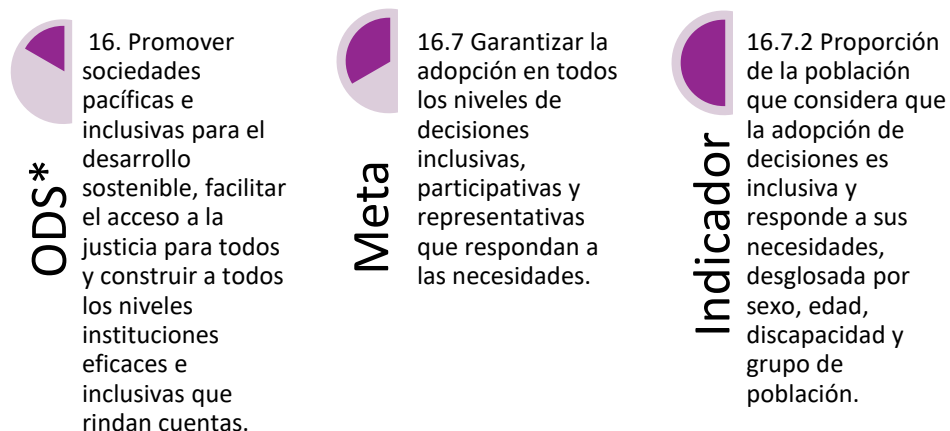 ODS*
16. Promover
sociedades
pacíficas e
inclusivas para el
desarrollo
sostenible, facilitar
el acceso a la
justicia para todos
y construir a todos
los niveles
instituciones
eficaces e
inclusivas que
rindan cuentas.
Meta
16.7 Garantizar la
adopción en todos
los niveles de
decisiones
inclusivas,
participativas y
representativas
que respondan a
las necesidades.
Indicador
16.7.2 Proporción
de la población
que considera que
la adopción de
decisiones es
inclusiva y
responde a sus
necesidades,
desglosada por
sexo, edad,
discapacidad y
grupo de
población.